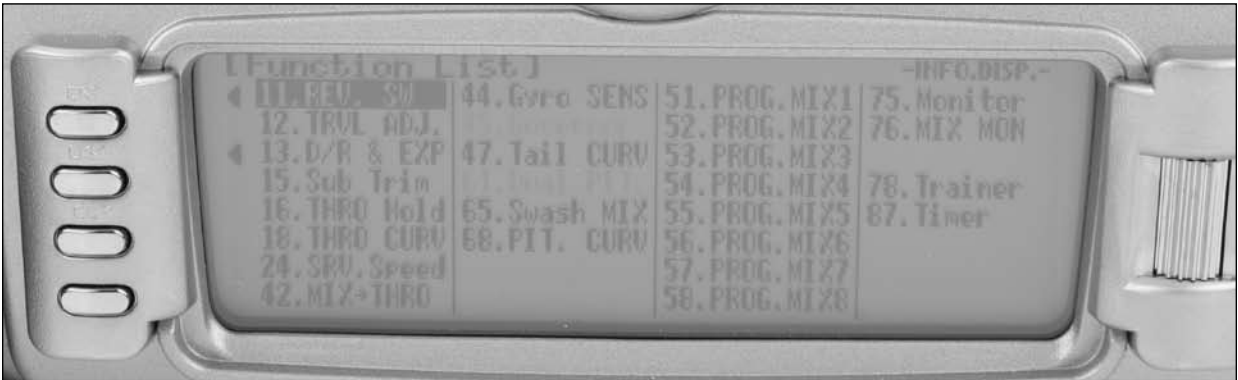 [Function List]
-INFO.DISP.-
11.REV. SW
12.TRVL ADJ.
13.D/R & EXP
15.Sub Trim
16.THRO Hold
18.THRO CURV
24.SRV.Speed
42.MIX→THRO
44.Gyro SENS
47.Tail CURV
61.Dual PIT.
65.Swash MIX
68.PIT. CURV
51.PROG.MIX1
52.PROG.MIX2
53.PROG.MIX3
54.PROG.MIX4
55.PROG.MIX5
56.PROG.MIX6
57.PROG.MIX7
58.PROG.MIX8
75.Monitor
76.MIX MON
78.Trainer
87.Timer